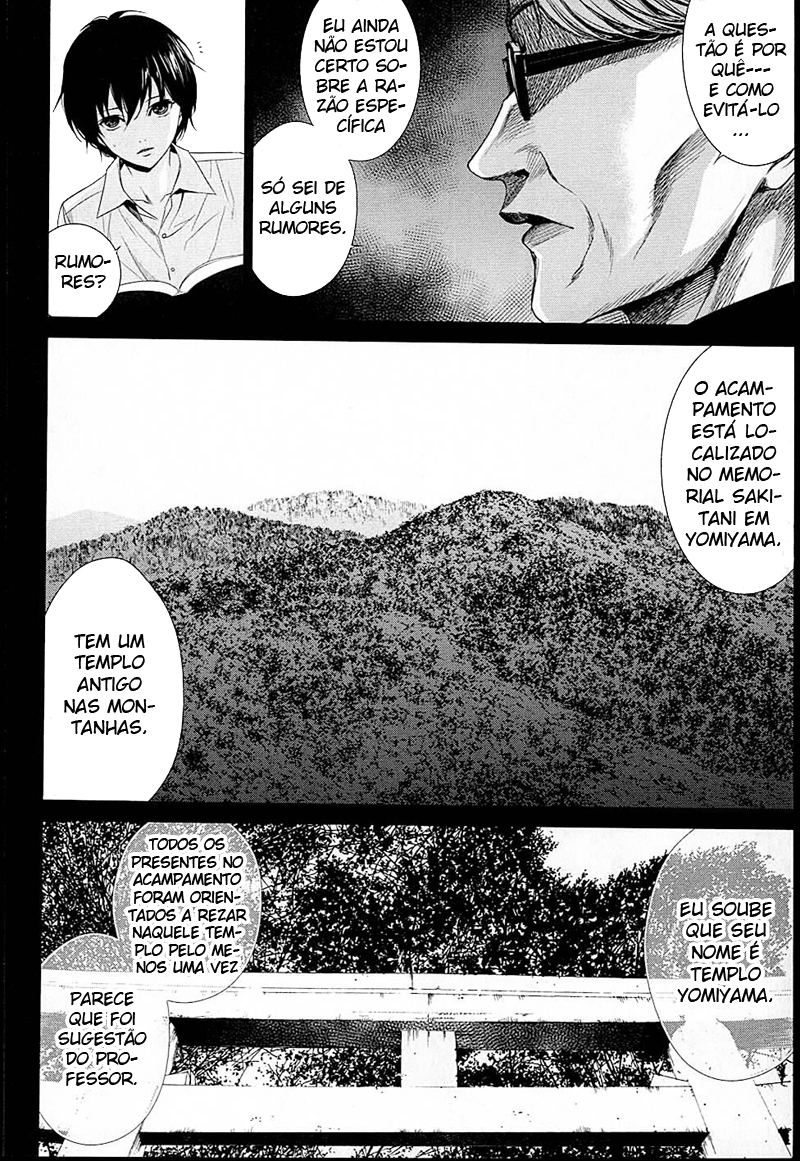 A QUES-
TÃO É POR
QUÊ---
E COMO
EVITÁ-LO
...
EU AINDA
NÃO ESTOU
CERTO SO-
BRE A RA-
ZÃO ESPE-
CÍFICA
SÓ SEI DE
ALGUNS
RUMORES.
RUMO-
RES?
O ACAM-
PAMENTO
ESTÁ LO-
CALIZADO
NO MEMO-
RIAL SAKI-
TANI EM
YOMIYAMA.
TEM UM
TEMPLO
ANTIGO
NAS MON-
TANHAS.
EU SOUBE
QUE SEU
NOME É
TEMPLO
YOMIYAMA.
TODOS OS
PRESENTES NO
ACAMPAMENTO
FORAM ORIEN-
TADOS A REZAR
NAQUELE TEM-
PLO PELO ME-
NOS UMA VEZ
PARECE
QUE FOI
SUGESTÃO
DO PRO-
FESSOR.